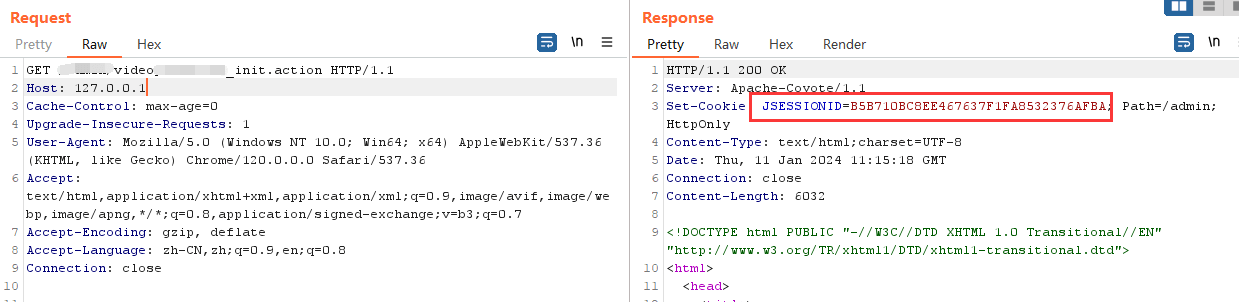 Request
Pretty Raw Hex
\n
1 GET /video _init.action HTTP/1.1
2 Host: 127.0.0.1
3 Cache-Control: max-age=0
4 Upgrade-Insecure-Requests: 1
5 User-Agent: Mozilla/5.0 (Windows NT 10.0; Win64; x64) AppleWebKit/537.36
(KHTML, like Gecko) Chrome/120.0.0.0 Safari/537.36
6 Accept:
text/html,application/xhtml+xml,application/xml;q=0.9,image/avif,image/we
bp,image/apng,*/*;q=0.8,application/signed-exchange;v=b3;q=0.7
7 Accept-Encoding: gzip, deflate
8 Accept-Language: zh-CN,zh;q=0.9,en;q=0.8
9 Connection: close
10
Response
Pretty Raw Hex Render
\n
1 HTTP/1.1 200 OK
2 Server: Apache-Coyote/1.1
3 Set-Cookie JSESSIONID=B5B710BC8EE467637F1FA8532376AFBA; Path=/admin;
HttpOnly
4 Content-Type: text/html;charset=UTF-8
5 Date: Thu, 11 Jan 2024 11:15:18 GMT
6 Connection: close
7 Content-Length: 6032
8
9 <!DOCTYPE html PUBLIC "-//W3C//DTD XHTML 1.0 Transitional//EN"
"http://www.w3.org/TR/xhtml1/DTD/xhtml1-transitional.dtd">
10 <html>
11 <head>